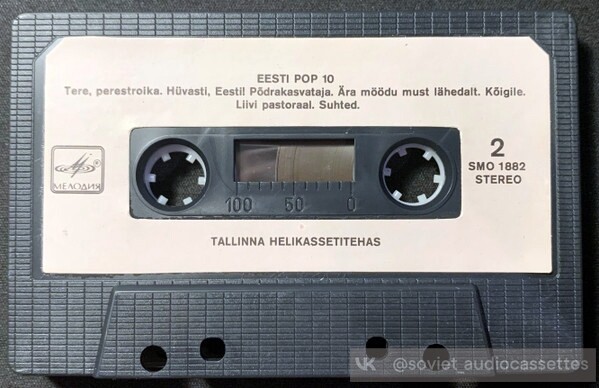 EESTI POP 10
Tere, perestroika. Hüvasti, Eesti! Põdrakasvataja. Ära möödu must lähedalt. Kõigile.
Liivi pastoraal. Suhted.
МЕЛОДИЯ
2
SMO 1882
STEREO
100 50 0
TALLINNA HELIKASSETITEHAS
@soviet_audiocassettes